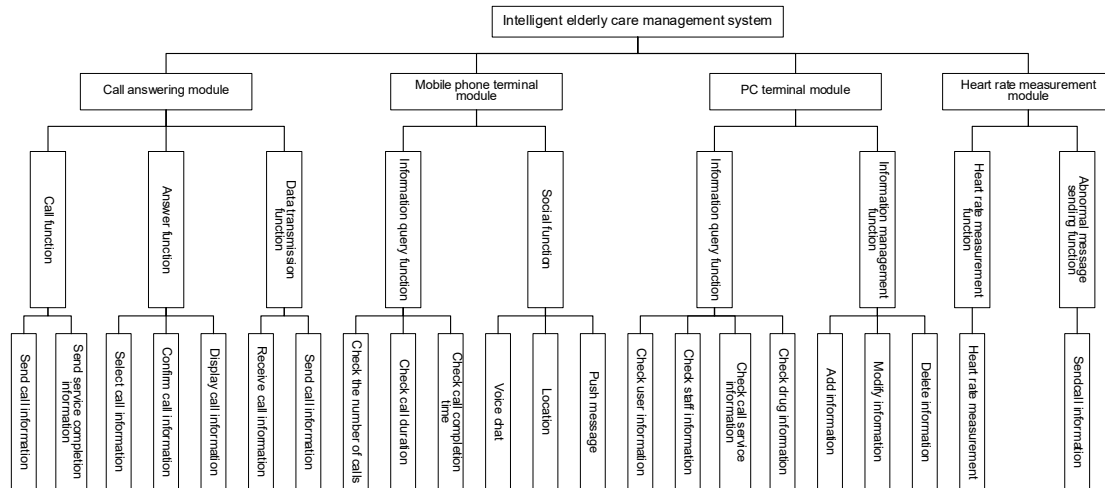 Intelligent elderly care management system
Call answering module
Mobile phone terminal
module
PC terminal module
Heart rate measurement
module
Call function
Answer function
Data transmission
function
Information query function
Social function
Information query function
Information management
function
Heart rate measurement
function
Abnormal message
sending function
Send call information
Send service completion
information
Select call information
Confirm call information
Display call information
Receive call information
Send call information
Check the number of calls
Check call duration
Check call completion
time
Voice chat
Location
Push message
Check user information
Check staff information
Check call service
information
Check drug information
Add information
Modify information
Delete information
Heart rate measurement
Sendcall information